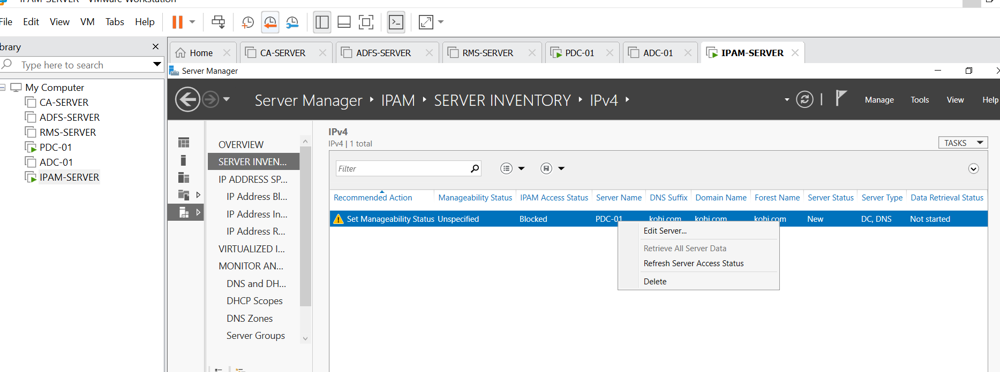 IPAM-SERVER - VMware Workstation
File Edit View VM Tabs Help
brary
Type here to search
My Computer
CA-SERVER
ADFS-SERVER
RMS-SERVER
PDC-01
ADC-01
IPAM-SERVER
Home CA-SERVER ADFS-SERVER RMS-SERVER PDC-01 ADC-01 IPAM-SERVER
Server Manager
Server Manager IPAM SERVER INVENTORY IPv4
Manage Tools View Help
OVERVIEW
SERVER INVEN...
IP ADDRESS SP...
IP Address Bl...
IP Address In...
IP Address R...
VIRTUALIZED I...
MONITOR AN...
DNS and DH...
DHCP Scopes
DNS Zones
Server Groups
IPv4
IPv4 | 1 total
TASKS
Filter
Recommended Action Manageability Status IPAM Access Status Server Name DNS Suffix Domain Name Forest Name Server Status Server Type Data Retrieval Status
Set Manageability Status Unspecified Blocked PDC-01 kohi.com kohi.com kohi.com New DC, DNS Not started
Edit Server...
Retrieve All Server Data
Refresh Server Access Status
Delete